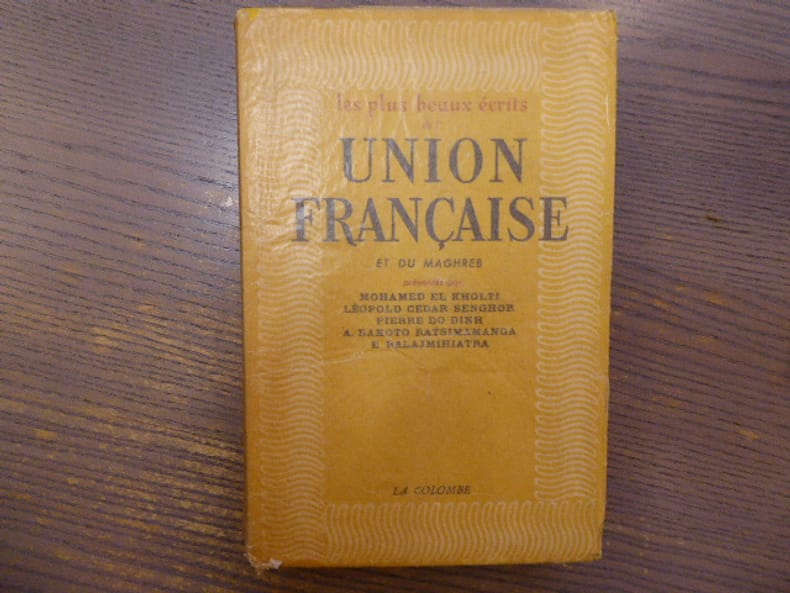 les plus beaux écrits
de l'
UNION
FRANÇAISE
ET DU MAGHREB
présentés par
MOHAMED EL KHOLTI
LÉOPOLD CEDAR SENGHOR
PIERRE DO DINH
A. RAKOTO RATSIMAMANGA
E. RALAJMIHIATRA
LA COLOMBE